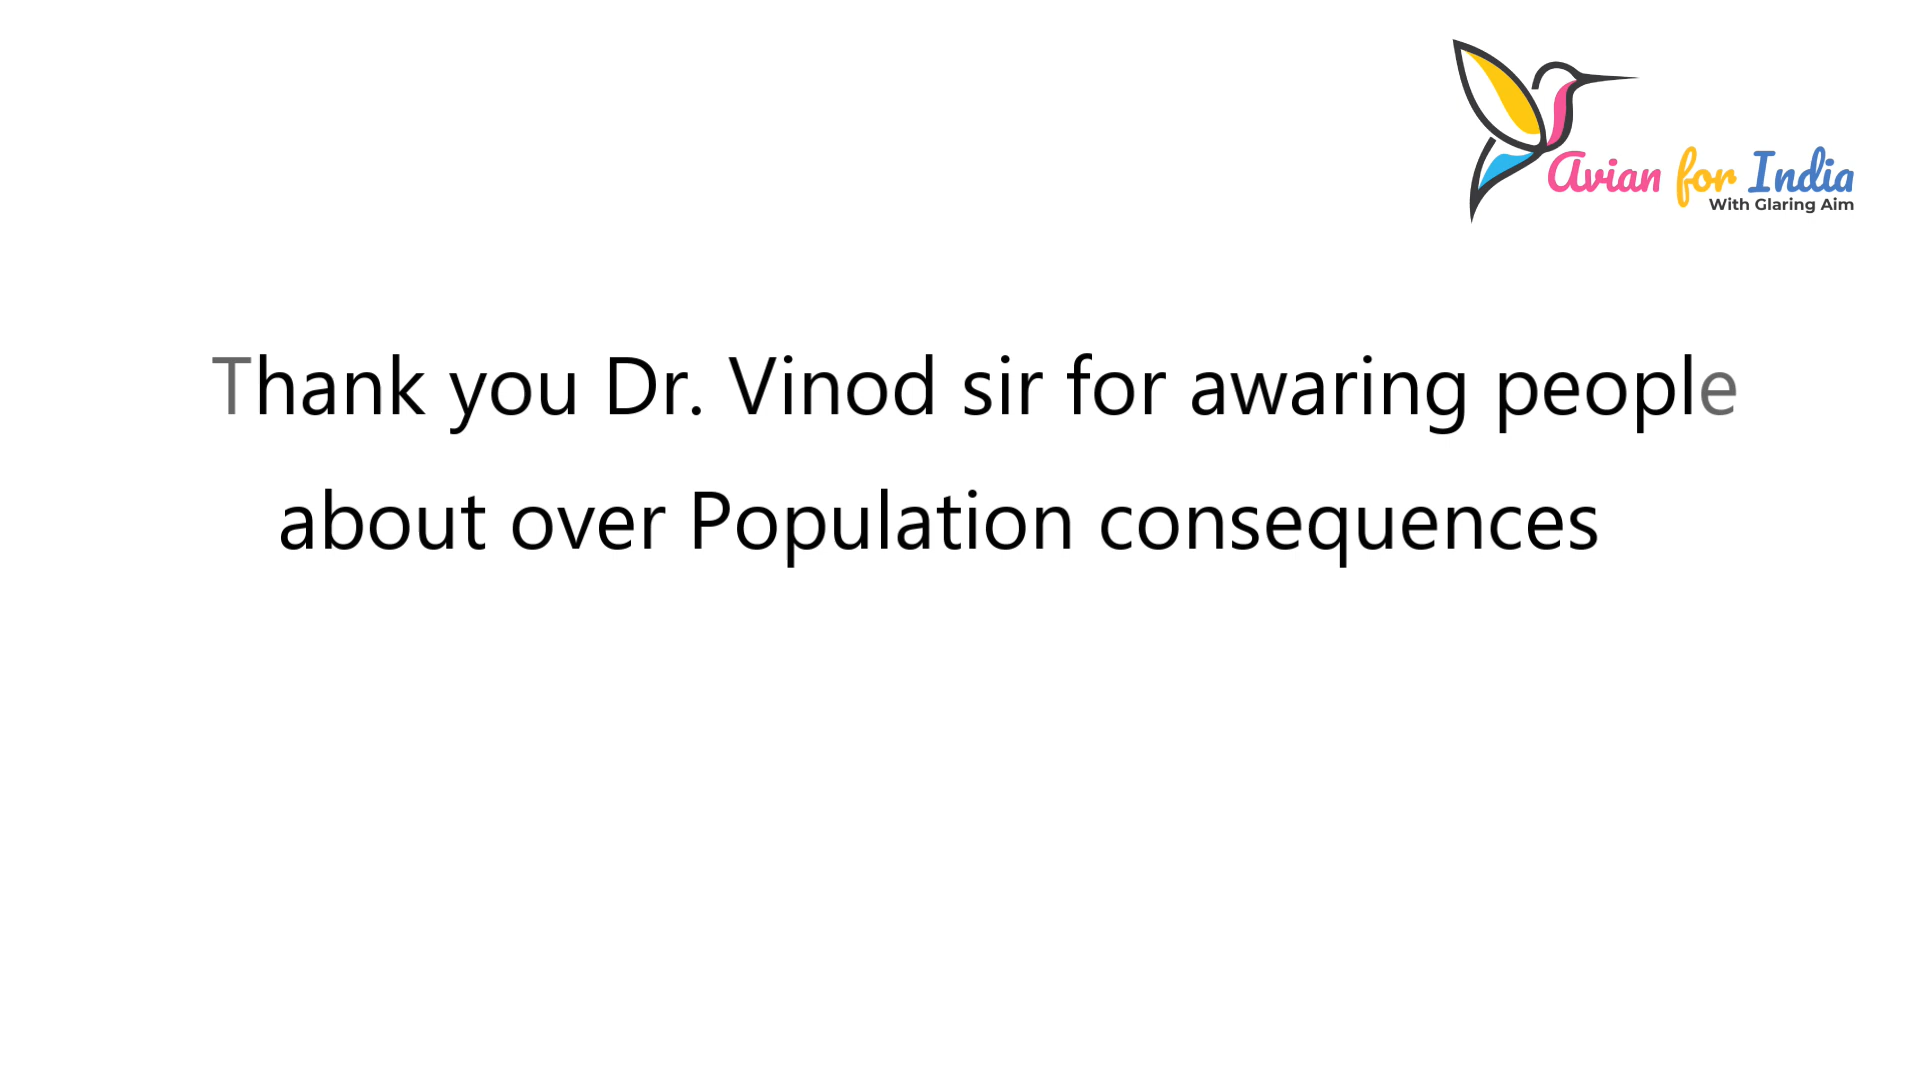 Avian for India
With Glaring Aim
Thank you Dr. Vinod sir for awaring people
about over Population consequences